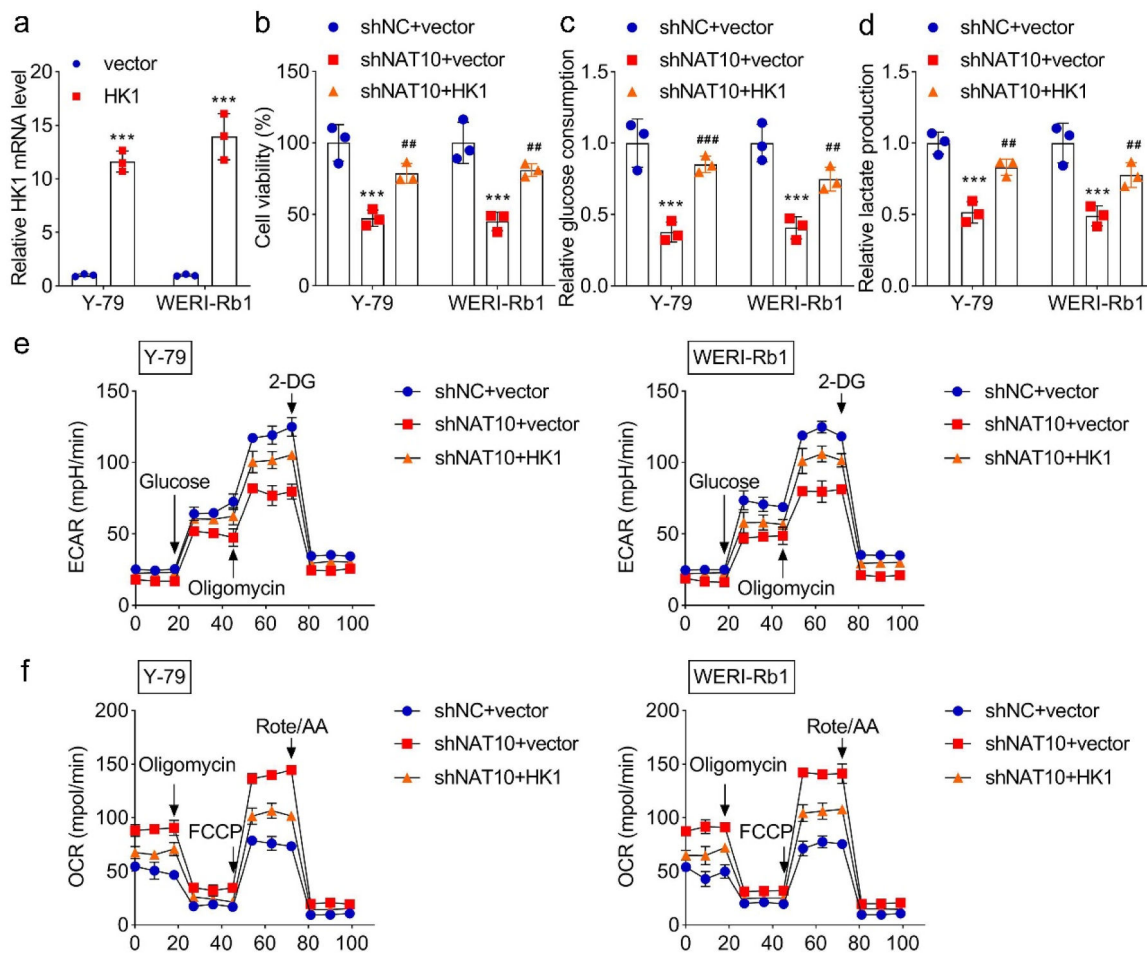 a
vector
HK1
Relative HK1 mRNA level
20
15
10
5
0
***
***
Y-79
WERI-Rb1
b
shNC+vector
shNAT10+vector
shNAT10+HK1
Cell viability (%)
150
100
50
0
***
##
***
##
Y-79
WERI-Rb1
c
shNC+vector
shNAT10+vector
shNAT10+HK1
Relative glucose consumption
1.5
1.0
0.5
0.0
***
###
***
##
Y-79
WERI-Rb1
d
shNC+vector
shNAT10+vector
shNAT10+HK1
Relative lactate production
1.5
1.0
0.5
0.0
***
##
***
##
Y-79
WERI-Rb1
e
Y-79
2-DG
shNC+vector
shNAT10+vector
shNAT10+HK1
Glucose
Oligomycin
ECAR (mpH/min)
150
100
50
0
0 20 40 60 80 100
WERI-Rb1
2-DG
shNC+vector
shNAT10+vector
shNAT10+HK1
Glucose
Oligomycin
ECAR (mpH/min)
150
100
50
0
0 20 40 60 80 100
f
Y-79
Rote/AA
shNC+vector
shNAT10+vector
shNAT10+HK1
Oligomycin
FCCP
OCR (mpol/min)
200
150
100
50
0
0 20 40 60 80 100
WERI-Rb1
Rote/AA
shNC+vector
shNAT10+vector
shNAT10+HK1
Oligomycin
FCCP
OCR (mpol/min)
200
150
100
50
0
0 20 40 60 80 100